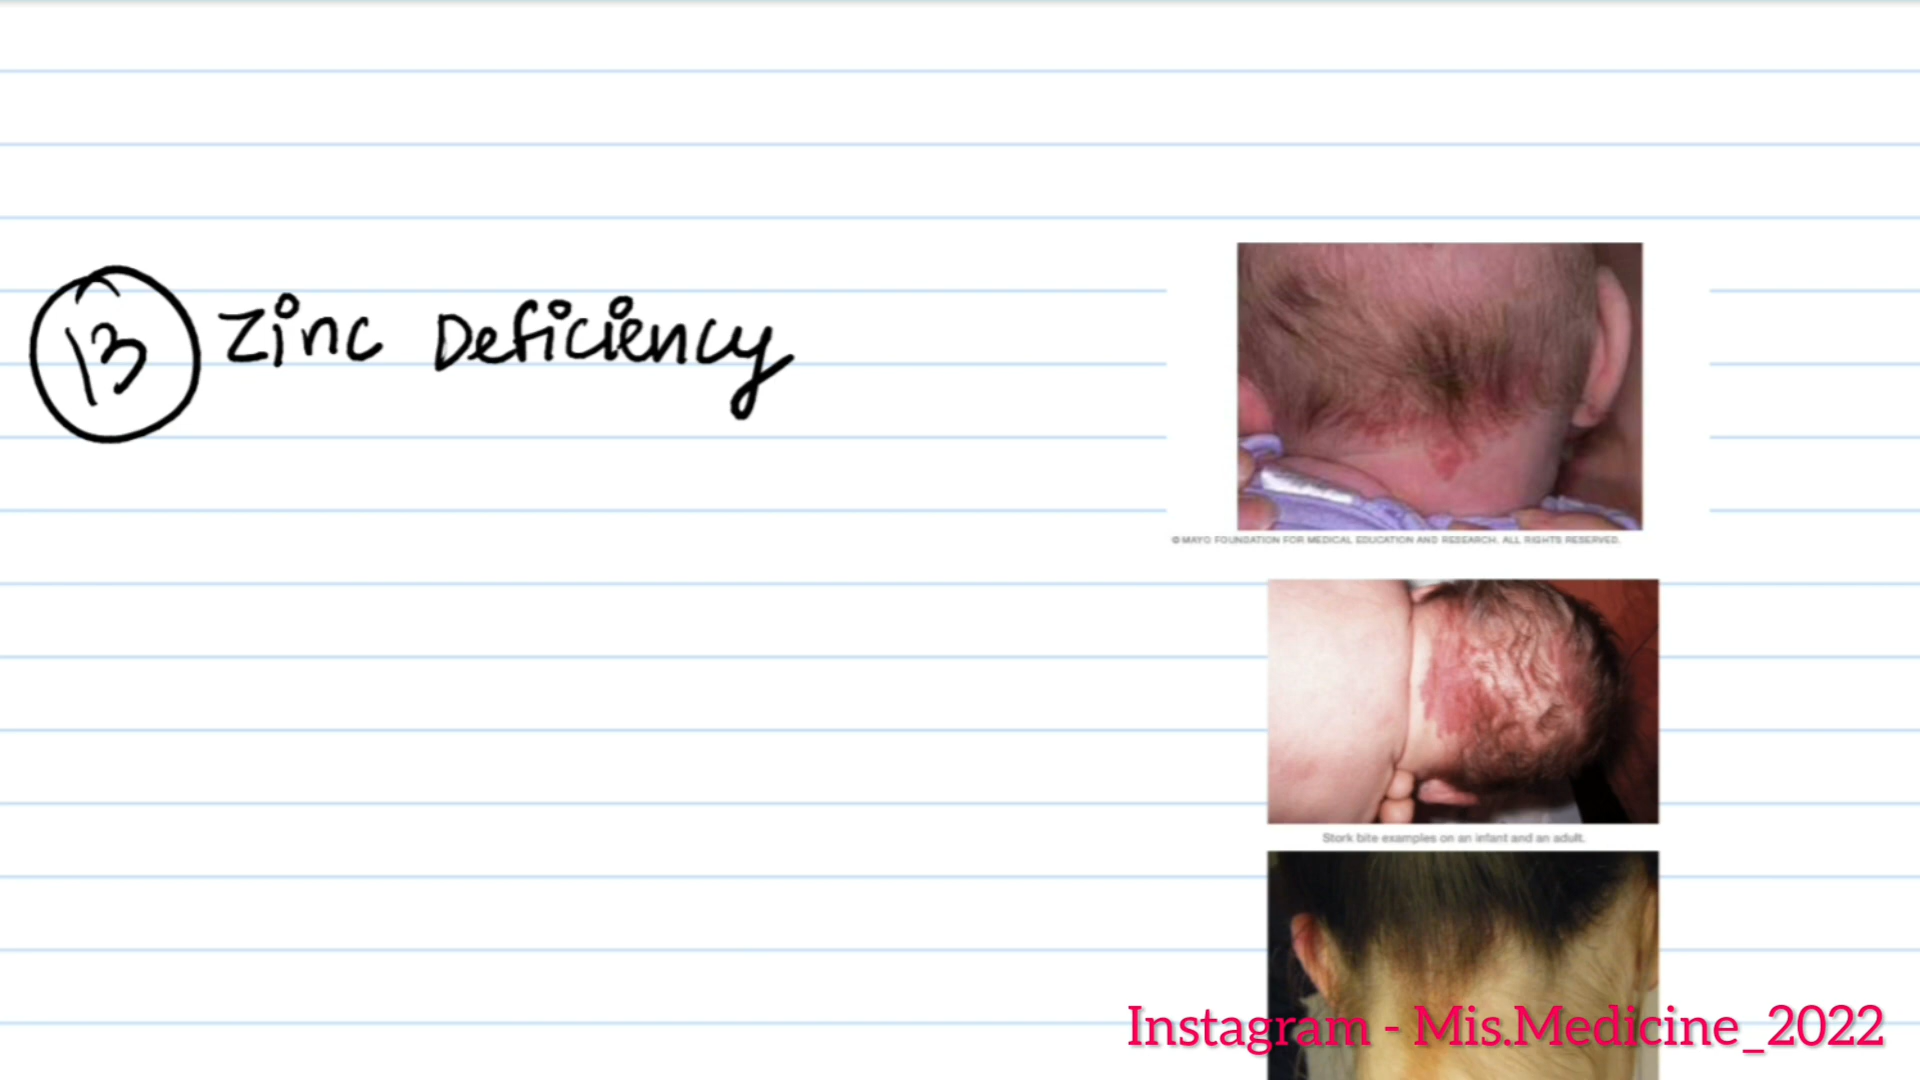 13 Zinc Deficiency
© MAYO FOUNDATION FOR MEDICAL EDUCATION AND RESEARCH. ALL RIGHTS RESERVED.
Stork bite examples on an infant and an adult.
Instagram - Mis.Medicine_2022